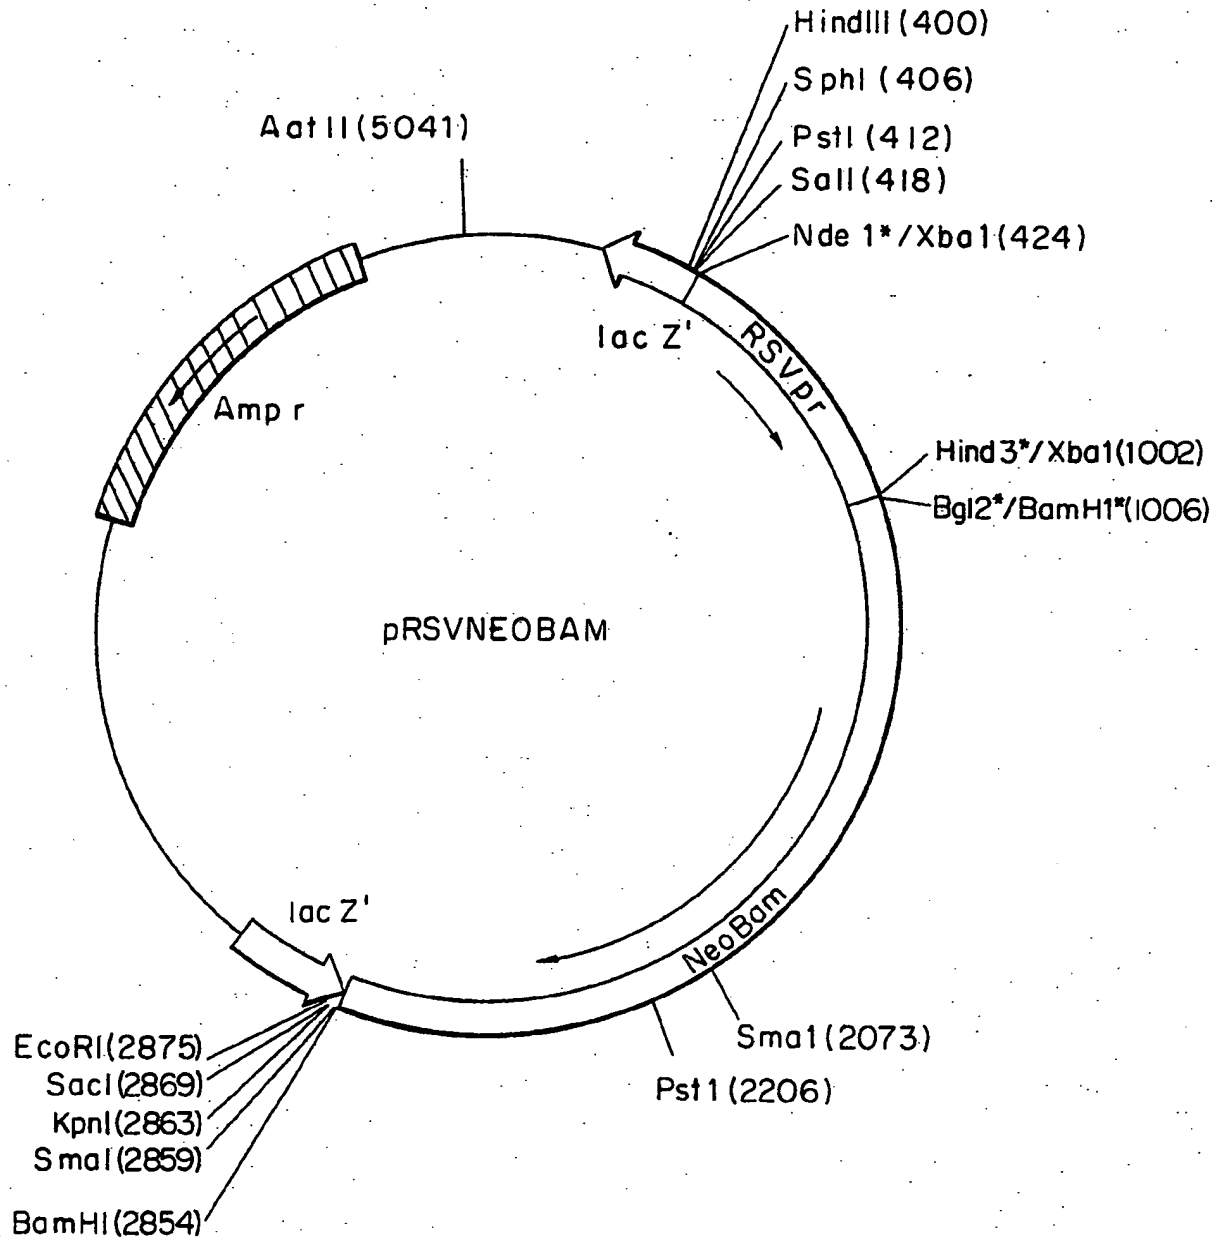 HindIII (400)
SphI (406)
AatII (5041)
PstI (412)
SalI (418)
Nde 1*/Xba1 (424)
lac Z'
RSVpr
Amp r
Hind3*/Xba1(1002)
Bgl2*/BamH1*(1006)
pRSVNEOBAM
lac Z'
NeoBam
EcoRI(2875)
SacI(2869)
KpnI(2863)
SmaI(2859)
BamHI(2854)
Sma1(2073)
Pst1(2206)